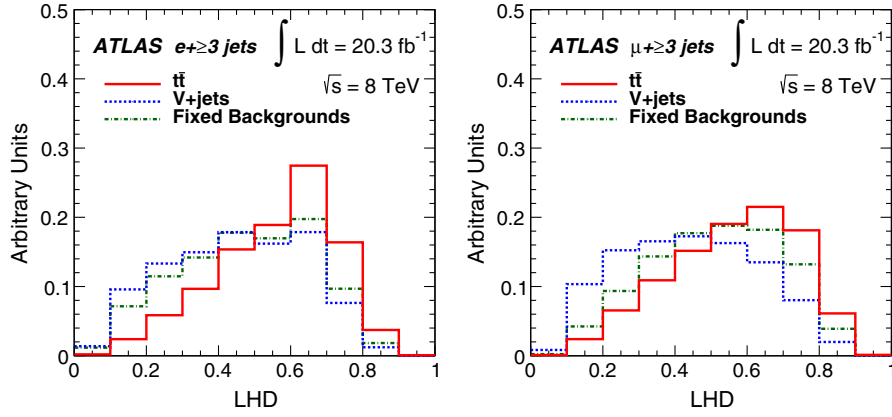 0.5
0.4
0.3
0.2
0.1
0
Arbitrary Units
ATLAS e+≥3 jets ∫ L dt = 20.3 fb⁻¹
√s = 8 TeV
tt̄
V+jets
Fixed Backgrounds
0 0.2 0.4 0.6 0.8 1
LHD
0.5
0.4
0.3
0.2
0.1
0
Arbitrary Units
ATLAS μ+≥3 jets ∫ L dt = 20.3 fb⁻¹
√s = 8 TeV
tt̄
V+jets
Fixed Backgrounds
0 0.2 0.4 0.6 0.8 1
LHD